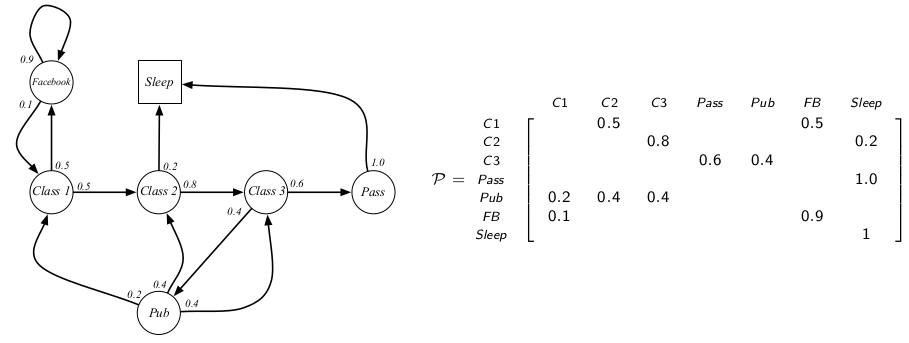 0.9
Facebook
Sleep
0.1
0.5
0.2
1.0
Class 1
0.5
Class 2
0.8
Class 3
0.6
Pass
0.4
0.4
0.2
0.4
Pub
C1 C2 C3 Pass Pub FB Sleep
C1 0.5 0.5
C2 0.8 0.2
C3 0.6 0.4
P = Pass 1.0
Pub 0.2 0.4 0.4
FB 0.1 0.9
Sleep 1